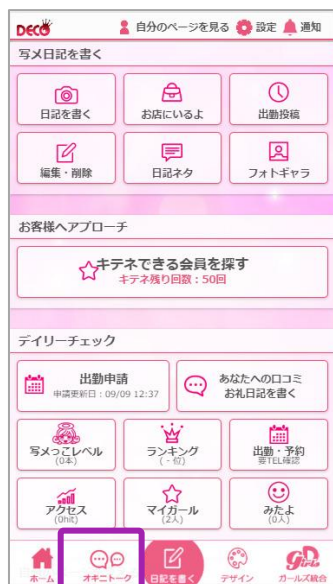 DECO 自分のページを見る 設定 通知
写メ日記を書く
日記を書く お店にいるよ 出勤投稿
編集・削除 日記ネタ フォトギャラ
お客様へアプローチ
キテネできる会員を探す
キテネ残り回数：50回
デイリーチェック
出勤申請
申請更新日：09/09 12:37
あなたへの口コミ
お礼日記を書く
写メっこレベル ランキング 出勤・予約
(0本) (-位) 要TEL確認
アクセス マイガール みたよ
(0hit) (2人) (0人)
Girls
ホーム オキニトーク 日記を書く デザイン ガールズ総合